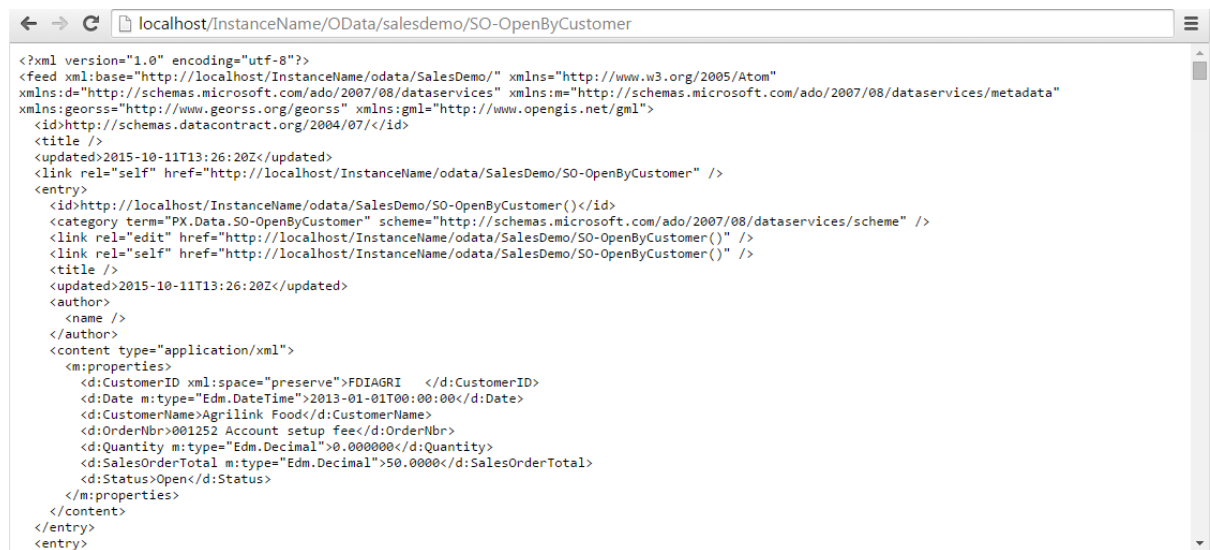 localhost/InstanceName/OData/salesdemo/SO-OpenByCustomer
<?xml version="1.0" encoding="utf-8"?>
<feed xml:base="http://localhost/InstanceName/odata/SalesDemo/" xmlns="http://www.w3.org/2005/Atom"
xmlns:d="http://schemas.microsoft.com/ado/2007/08/dataservices" xmlns:m="http://schemas.microsoft.com/ado/2007/08/dataservices/metadata"
xmlns:georss="http://www.georss.org/georss" xmlns:gml="http://www.opengis.net/gml">
  <id>http://schemas.datacontract.org/2004/07/</id>
  <title />
  <updated>2015-10-11T13:26:20Z</updated>
  <link rel="self" href="http://localhost/InstanceName/odata/SalesDemo/SO-OpenByCustomer" />
  <entry>
    <id>http://localhost/InstanceName/odata/SalesDemo/SO-OpenByCustomer()</id>
    <category term="PX.Data.SO-OpenByCustomer" scheme="http://schemas.microsoft.com/ado/2007/08/dataservices/scheme" />
    <link rel="edit" href="http://localhost/InstanceName/odata/SalesDemo/SO-OpenByCustomer()" />
    <link rel="self" href="http://localhost/InstanceName/odata/SalesDemo/SO-OpenByCustomer()" />
    <title />
    <updated>2015-10-11T13:26:20Z</updated>
    <author>
      <name />
    </author>
    <content type="application/xml">
      <m:properties>
        <d:CustomerID xml:space="preserve">FDIAGRI   </d:CustomerID>
        <d:Date m:type="Edm.DateTime">2013-01-01T00:00:00</d:Date>
        <d:CustomerName>Agrilink Food</d:CustomerName>
        <d:OrderNbr>001252 Account setup fee</d:OrderNbr>
        <d:Quantity m:type="Edm.Decimal">0.000000</d:Quantity>
        <d:SalesOrderTotal m:type="Edm.Decimal">50.0000</d:SalesOrderTotal>
        <d:Status>Open</d:Status>
      </m:properties>
    </content>
  </entry>
  <entry>